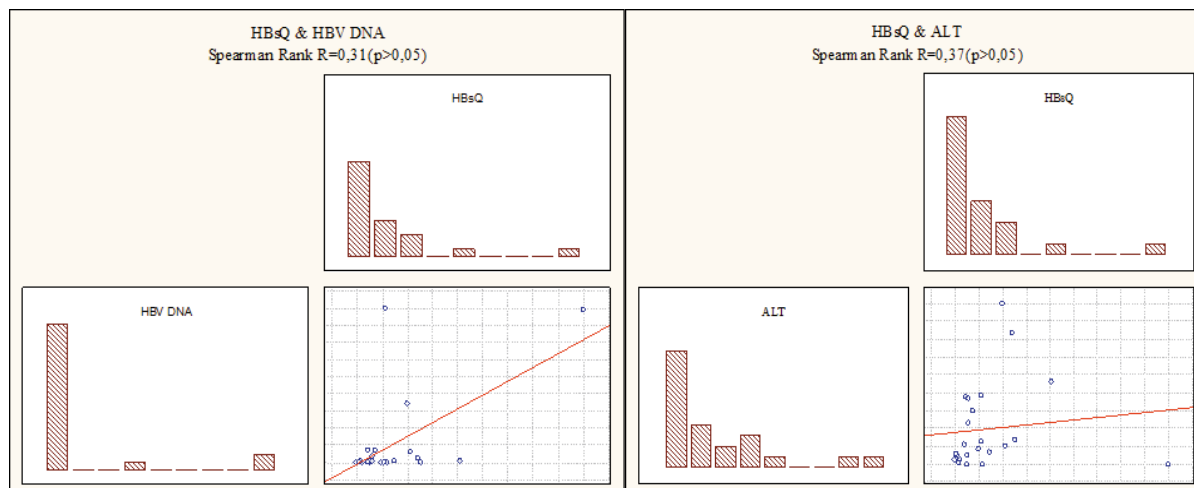 HBsQ & HBV DNA
Spearman Rank R=0,31(p>0,05)
HBsQ
HBV DNA
HBsQ & ALT
Spearman Rank R=0,37(p>0,05)
HBsQ
ALT